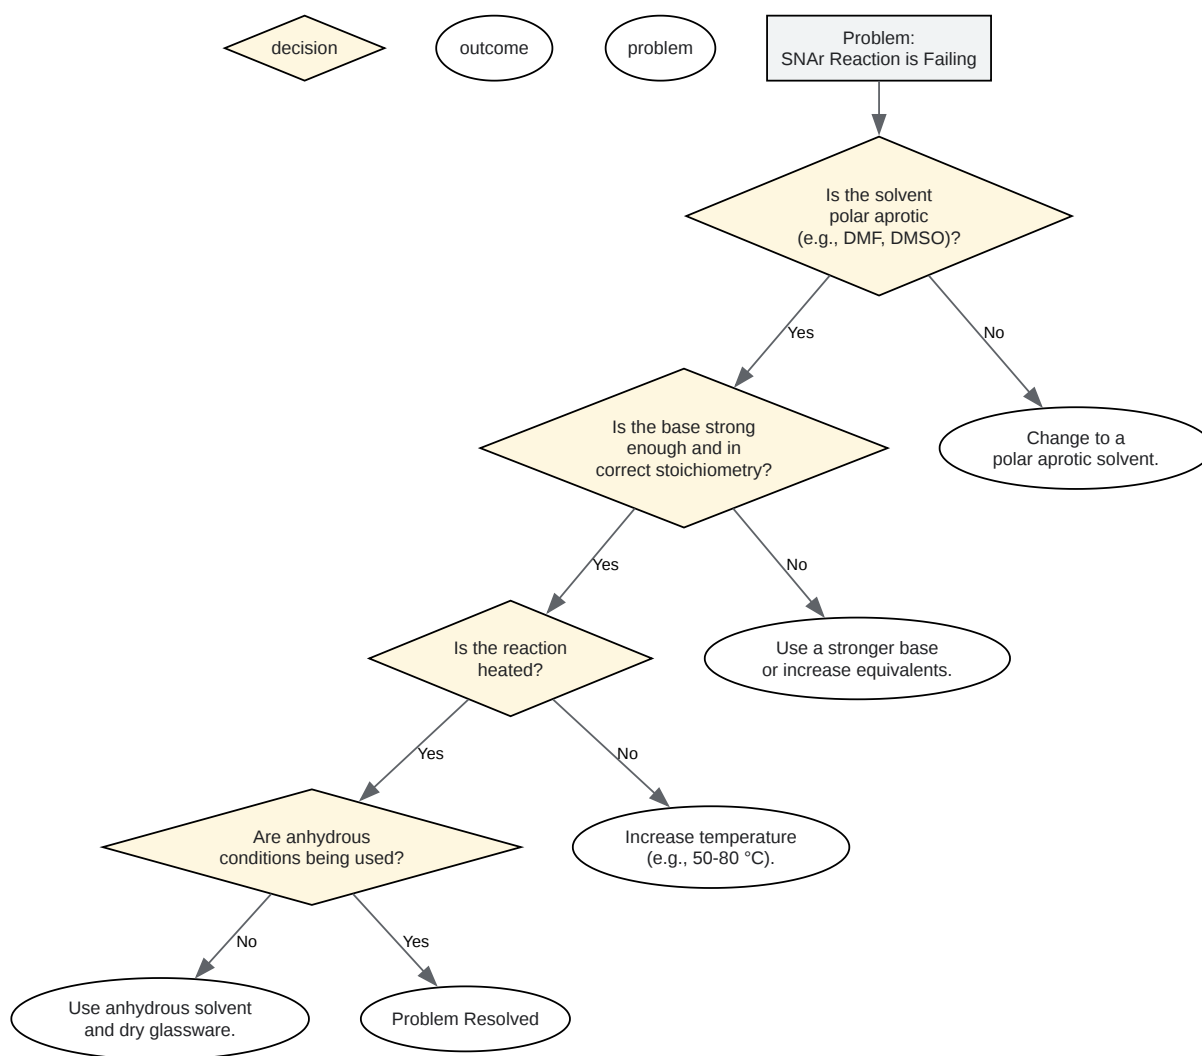 decision
outcome
problem
Problem:
SNAr Reaction is Failing
Is the solvent
polar aprotic
(e.g., DMF, DMSO)?
Yes
No
Is the base strong
enough and in
correct stoichiometry?
Change to a
polar aprotic solvent.
Yes
No
Is the reaction
heated?
Use a stronger base
or increase equivalents.
Yes
No
Are anhydrous
conditions being used?
Increase temperature
(e.g., 50-80 °C).
No
Yes
Use anhydrous solvent
and dry glassware.
Problem Resolved